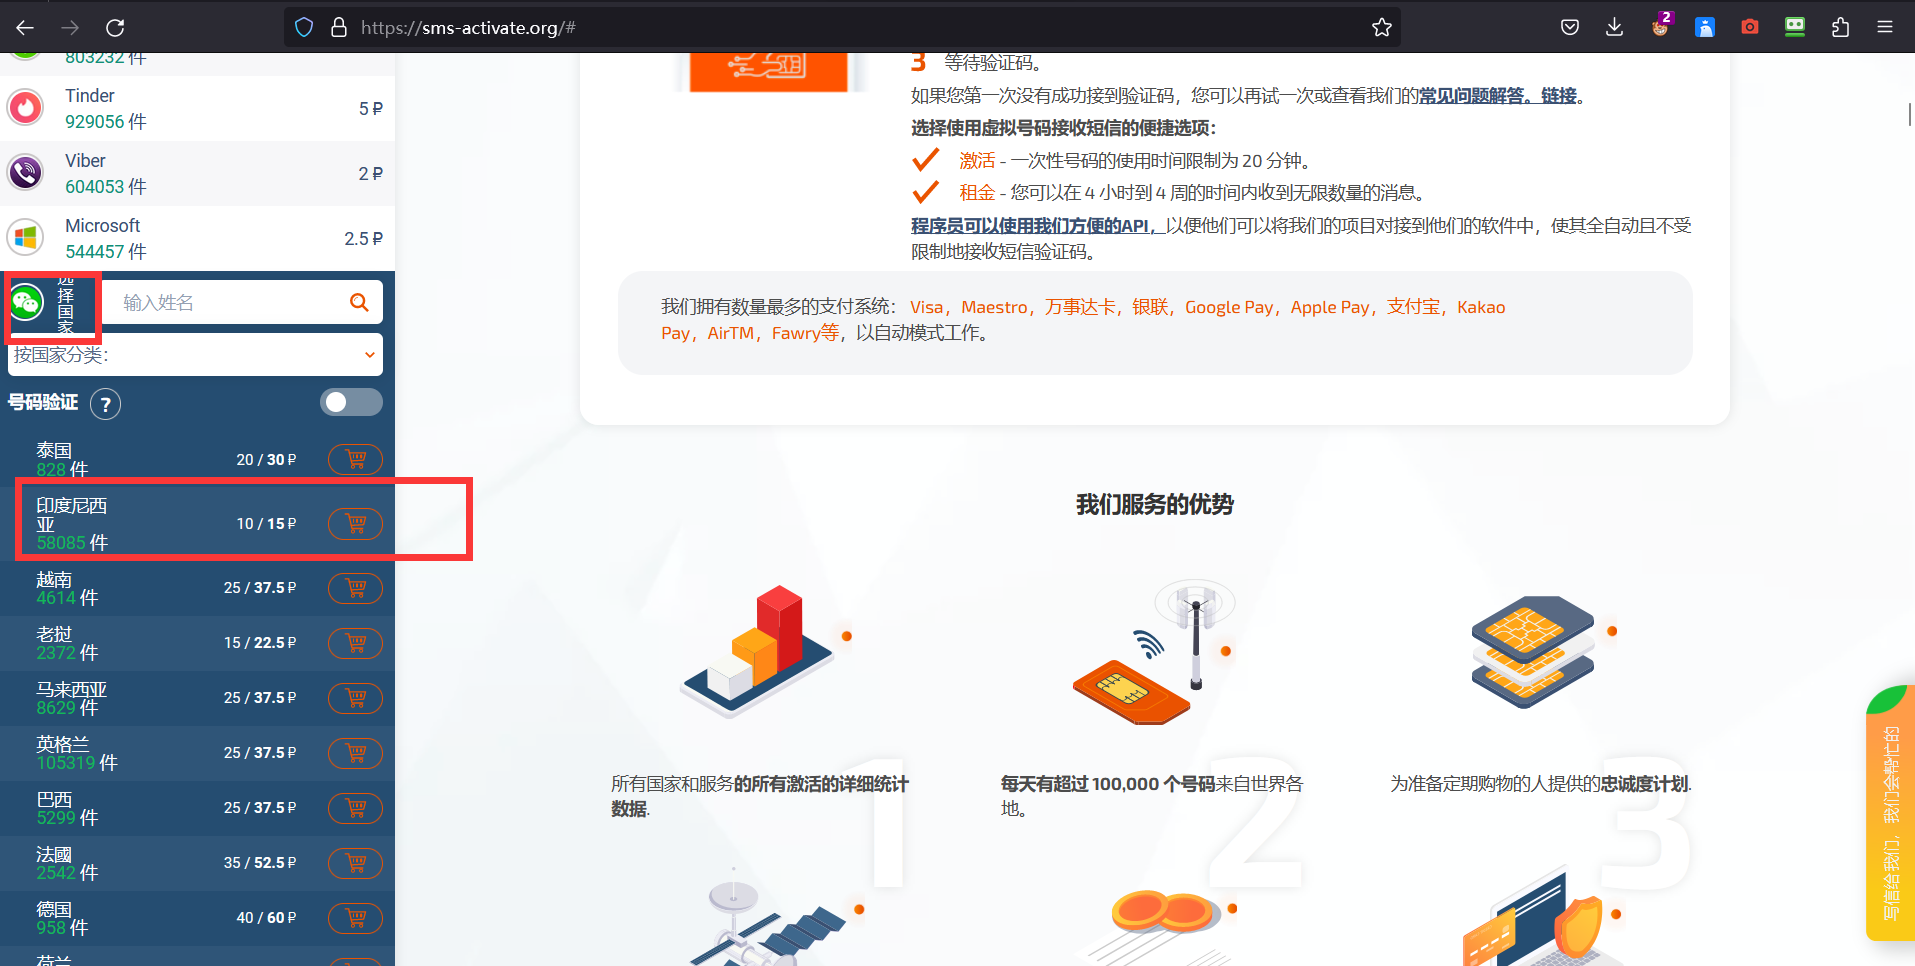 https://sms-activate.org/#
2
803232 件
Tinder
929056 件
5 ₽
Viber
604053 件
2 ₽
Microsoft
544457 件
2.5 ₽
选择国家
输入姓名
按国家分类:
号码验证 ?
泰国
828 件
20 / 30 ₽
印度尼西
亚
58085 件
10 / 15 ₽
越南
4614 件
25 / 37.5 ₽
老挝
2372 件
15 / 22.5 ₽
马来西亚
8629 件
25 / 37.5 ₽
英格兰
105319 件
25 / 37.5 ₽
巴西
5299 件
25 / 37.5 ₽
法國
2542 件
35 / 52.5 ₽
德国
958 件
40 / 60 ₽
荷兰
3 等待验证码。
如果您第一次没有成功接到验证码，您可以再试一次或查看我们的常见问题解答。链接。
选择使用虚拟号码接收短信的便捷选项：
激活 - 一次性号码的使用时间限制为 20 分钟。
租金 - 您可以在 4 小时到 4 周的时间内收到无限数量的消息。
程序员可以使用我们方便的API，以便他们可以将我们的项目对接到他们的软件中，使其全自动且不受
限制地接收短信验证码。
我们拥有数量最多的支付系统： Visa，Maestro，万事达卡，银联，Google Pay，Apple Pay，支付宝，Kakao
Pay，AirTM，Fawry等，以自动模式工作。
我们服务的优势
1
所有国家和服务的所有激活的详细统计
数据.
2
每天有超过 100,000 个号码来自世界各
地。
3
为准备定期购物的人提供的忠诚度计划.
写信给我们，我们会帮忙的